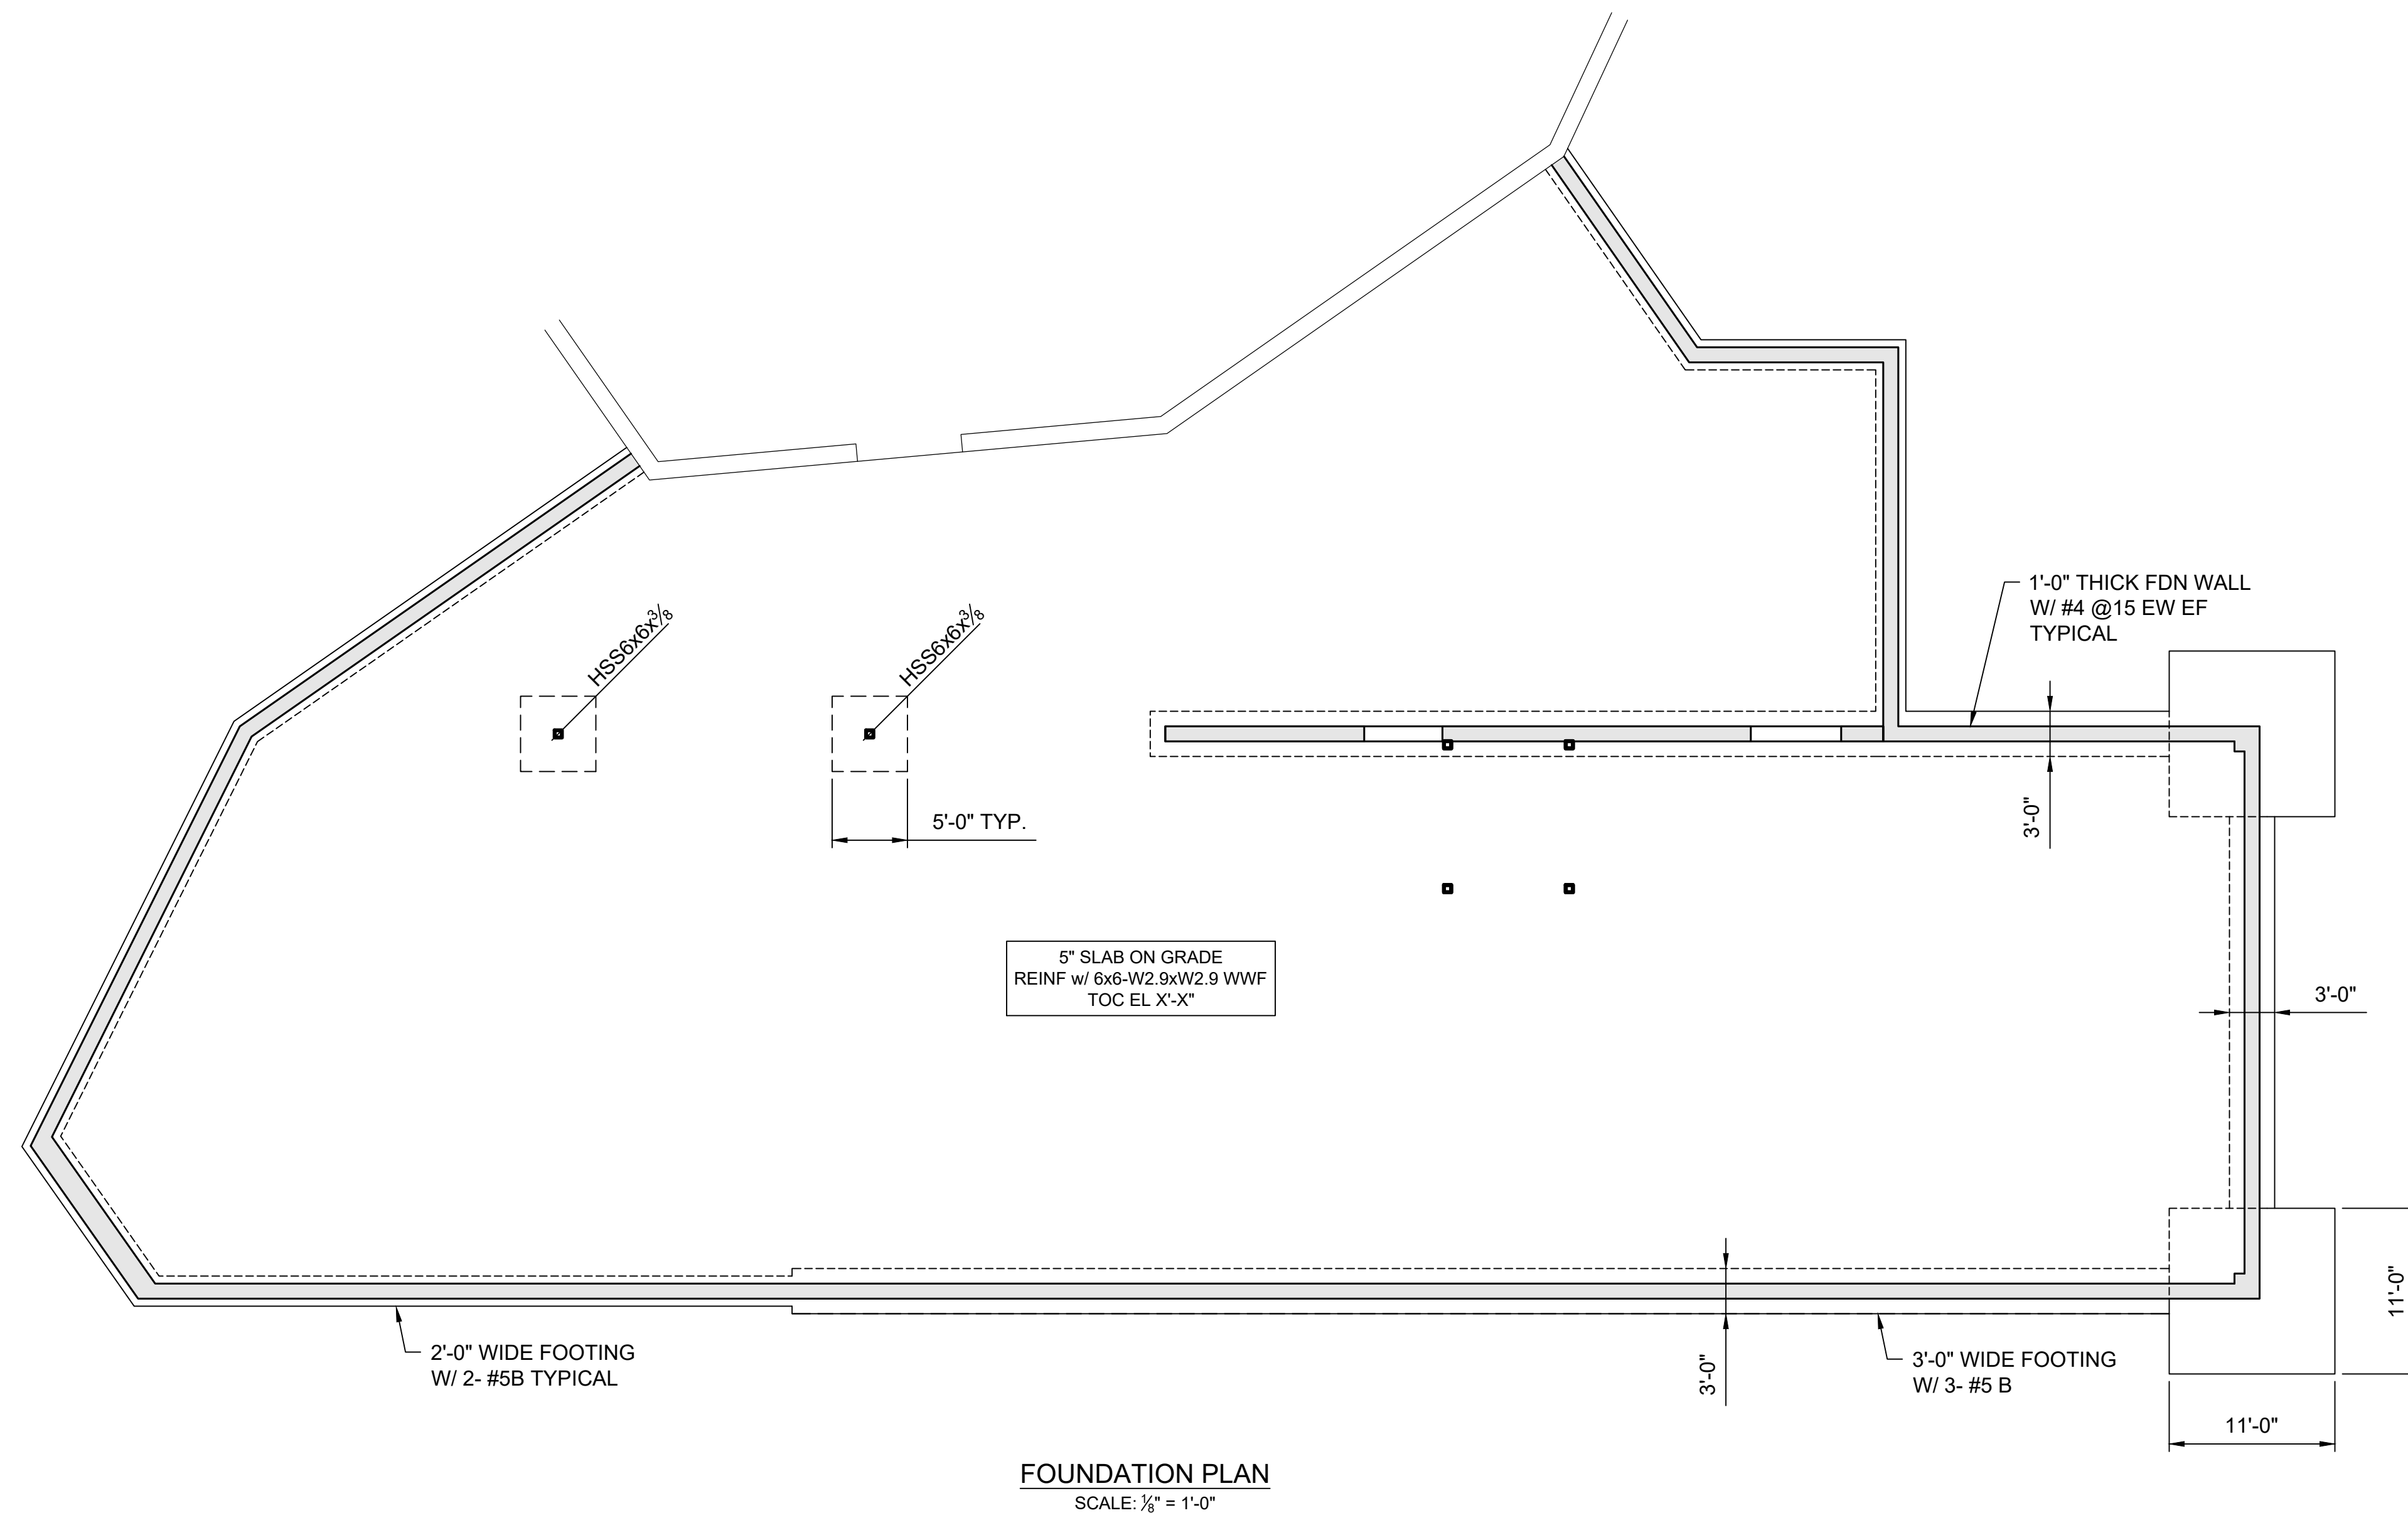 HSS6x6x3⁄8
HSS6x6x3⁄8
1'-0" THICK FDN WALL
W/ #4 @15 EW EF
TYPICAL
5'-0" TYP.
3'-0"
5" SLAB ON GRADE
REINF w/ 6x6-W2.9xW2.9 WWF
TOC EL X'-X"
3'-0"
2'-0" WIDE FOOTING
W/ 2- #5B TYPICAL
3'-0"
3'-0" WIDE FOOTING
W/ 3- #5 B
11'-0"
11'-0"
FOUNDATION PLAN
SCALE: 1⁄8" = 1'-0"